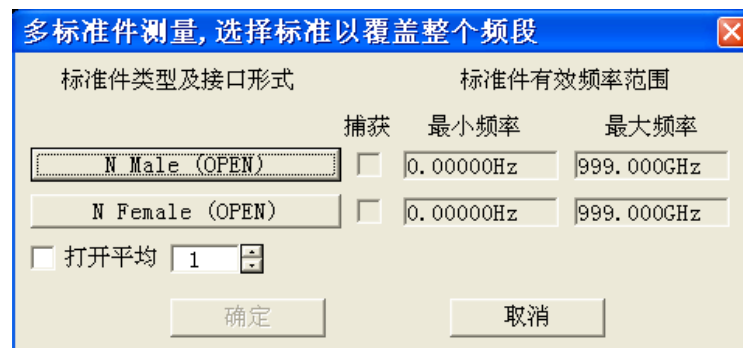 多标准件测量, 选择标准以覆盖整个频段
标准件类型及接口形式 标准件有效频率范围
捕获 最小频率 最大频率
N Male (OPEN) 0.00000Hz 999.000GHz
N Female (OPEN) 0.00000Hz 999.000GHz
打开平均 1
确定 取消